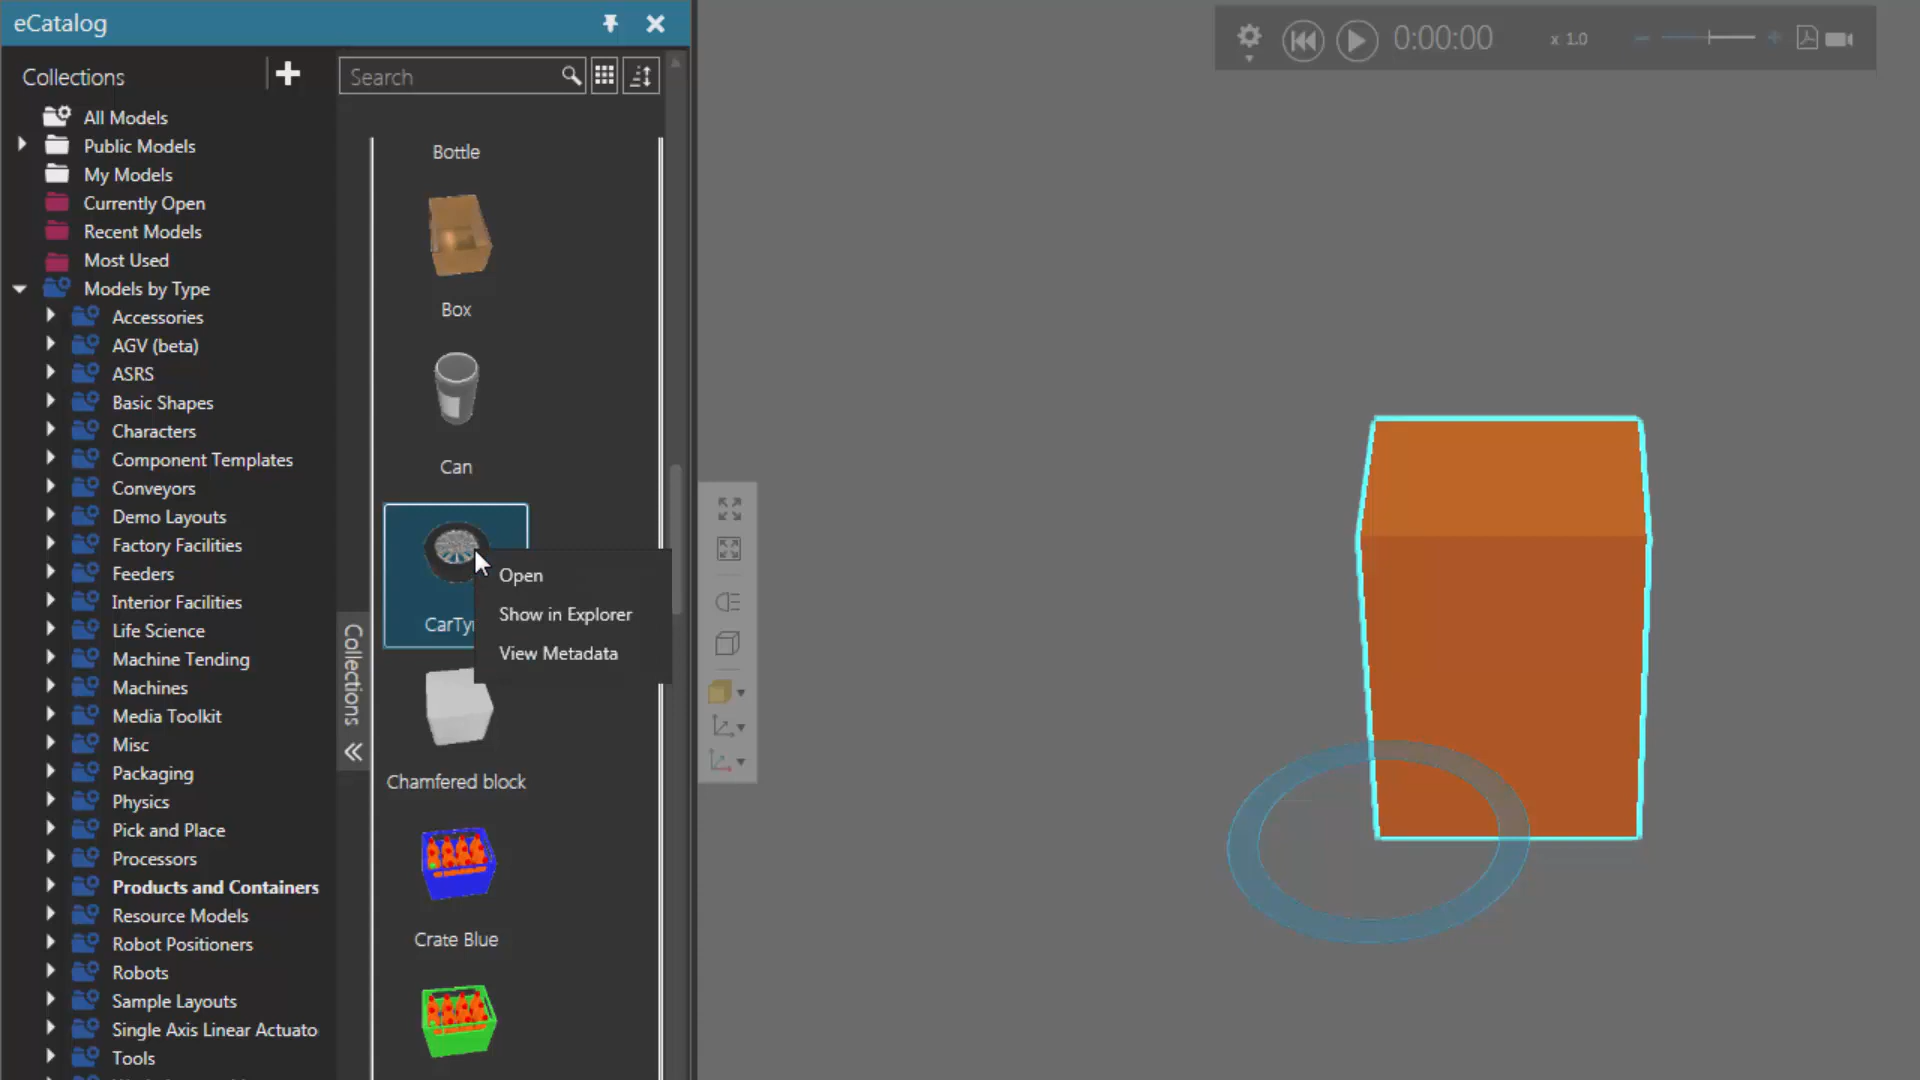 eCatalog
Collections
Search
All Models
Public Models
My Models
Currently Open
Recent Models
Most Used
Models by Type
Accessories
AGV (beta)
ASRS
Basic Shapes
Characters
Component Templates
Conveyors
Demo Layouts
Factory Facilities
Feeders
Interior Facilities
Life Science
Machine Tending
Machines
Media Toolkit
Misc
Packaging
Physics
Pick and Place
Processors
Products and Containers
Resource Models
Robot Positioners
Robots
Sample Layouts
Single Axis Linear Actuato
Tools
Collections
Bottle
Box
Can
CarTy
Open
Show in Explorer
View Metadata
Chamfered block
Crate Blue
0:00:00
x 1.0